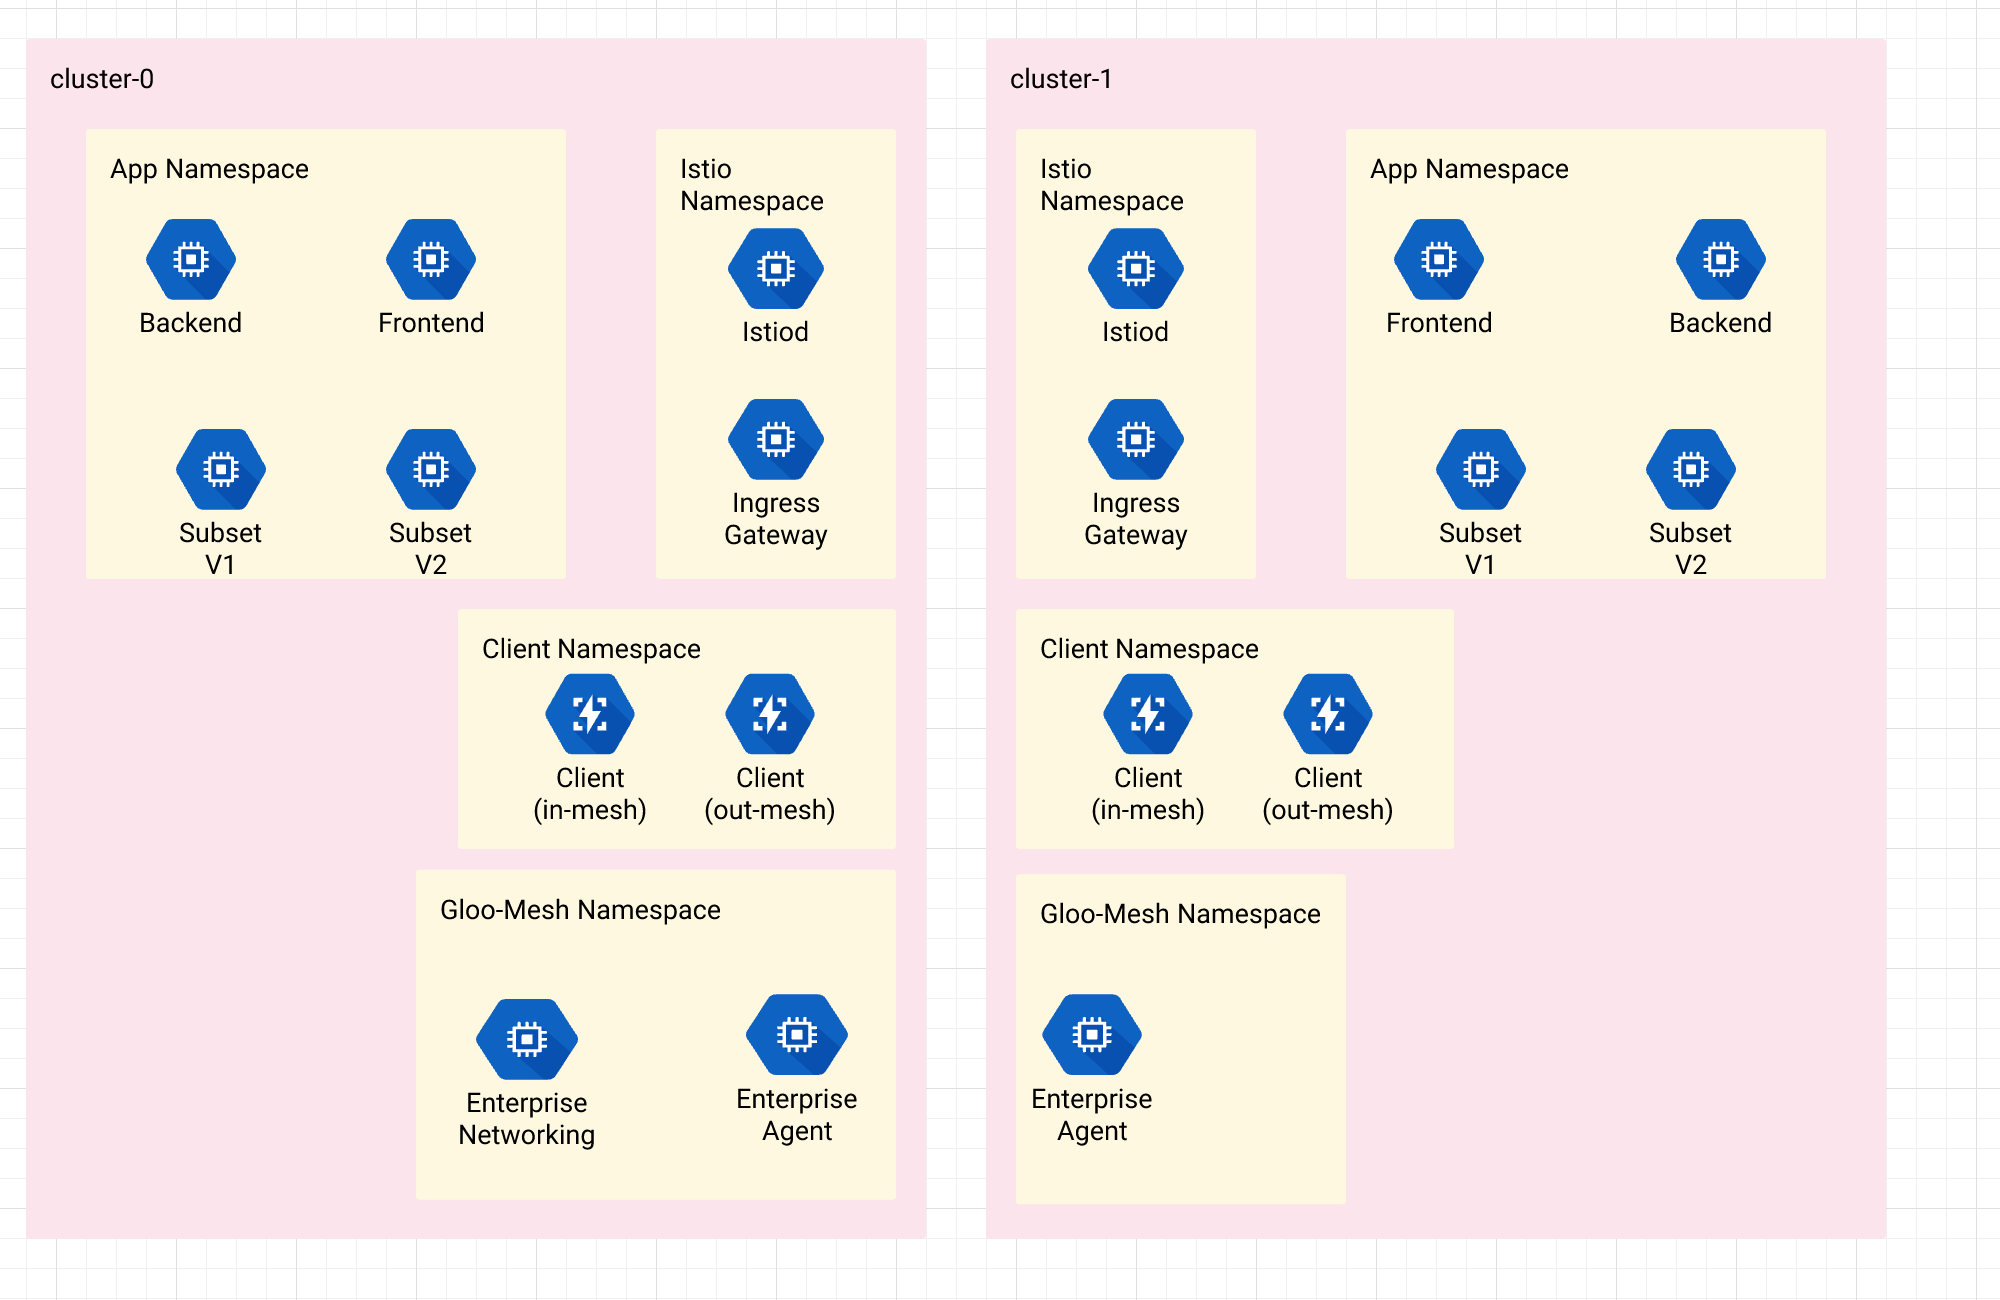 cluster-0
App Namespace
Backend
Frontend
Subset
V1
Subset
V2
Istio
Namespace
Istiod
Ingress
Gateway
Client Namespace
Client
(in-mesh)
Client
(out-mesh)
Gloo-Mesh Namespace
Enterprise
Networking
Enterprise
Agent
cluster-1
Istio
Namespace
Istiod
Ingress
Gateway
App Namespace
Frontend
Backend
Subset
V1
Subset
V2
Client Namespace
Client
(in-mesh)
Client
(out-mesh)
Gloo-Mesh Namespace
Enterprise
Agent